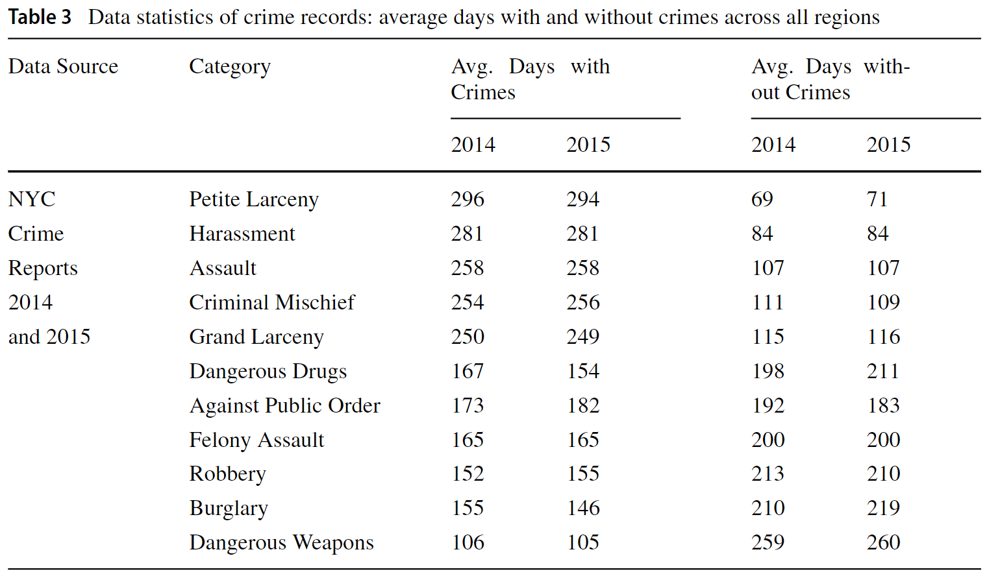 Table 3 Data statistics of crime records: average days with and without crimes across all regions
Data Source Category Avg. Days with Crimes Avg. Days with-out Crimes
2014 2015 2014 2015
NYC Petite Larceny 296 294 69 71
Crime Harassment 281 281 84 84
Reports Assault 258 258 107 107
2014 Criminal Mischief 254 256 111 109
and 2015 Grand Larceny 250 249 115 116
Dangerous Drugs 167 154 198 211
Against Public Order 173 182 192 183
Felony Assault 165 165 200 200
Robbery 152 155 213 210
Burglary 155 146 210 219
Dangerous Weapons 106 105 259 260